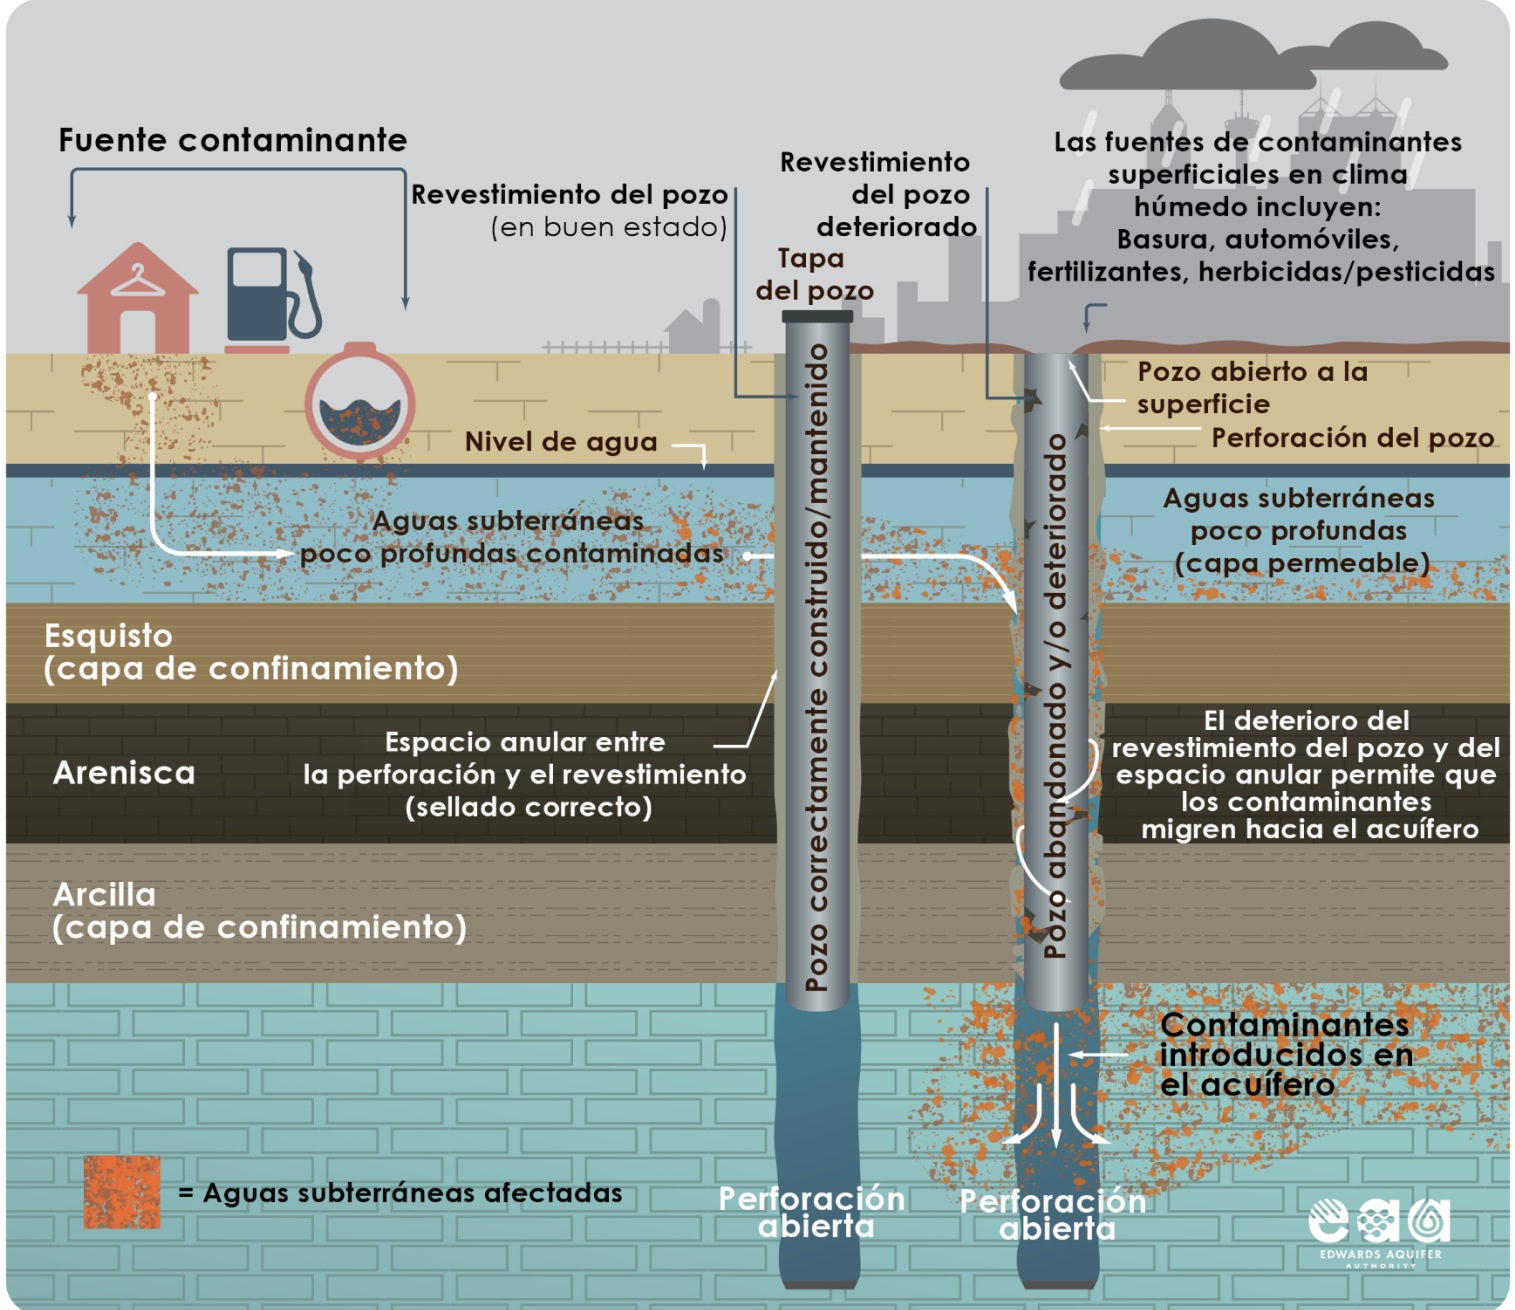 Fuente contaminante
Revestimiento del pozo
(en buen estado)
Revestimiento
del pozo
deteriorado
Tapa
del pozo
Las fuentes de contaminantes
superficiales en clima
húmedo incluyen:
Basura, automóviles,
fertilizantes, herbicidas/pesticidas
Pozo abierto a la
superficie
Perforación del pozo
Nivel de agua
Aguas subterráneas
poco profundas contaminadas
Aguas subterráneas
poco profundas
(capa permeable)
Pozo correctamente construido/mantenido
Pozo abandonado y/o deteriorado
Esquisto
(capa de confinamiento)
Arenisca
Espacio anular entre
la perforación y el revestimiento
(sellado correcto)
El deterioro del
revestimiento del pozo y del
espacio anular permite que
los contaminantes
migren hacia el acuífero
Arcilla
(capa de confinamiento)
Contaminantes
introducidos en
el acuífero
= Aguas subterráneas afectadas
Perforación
abierta
Perforación
abierta
eaa
EDWARDS AQUIFER
AUTHORITY